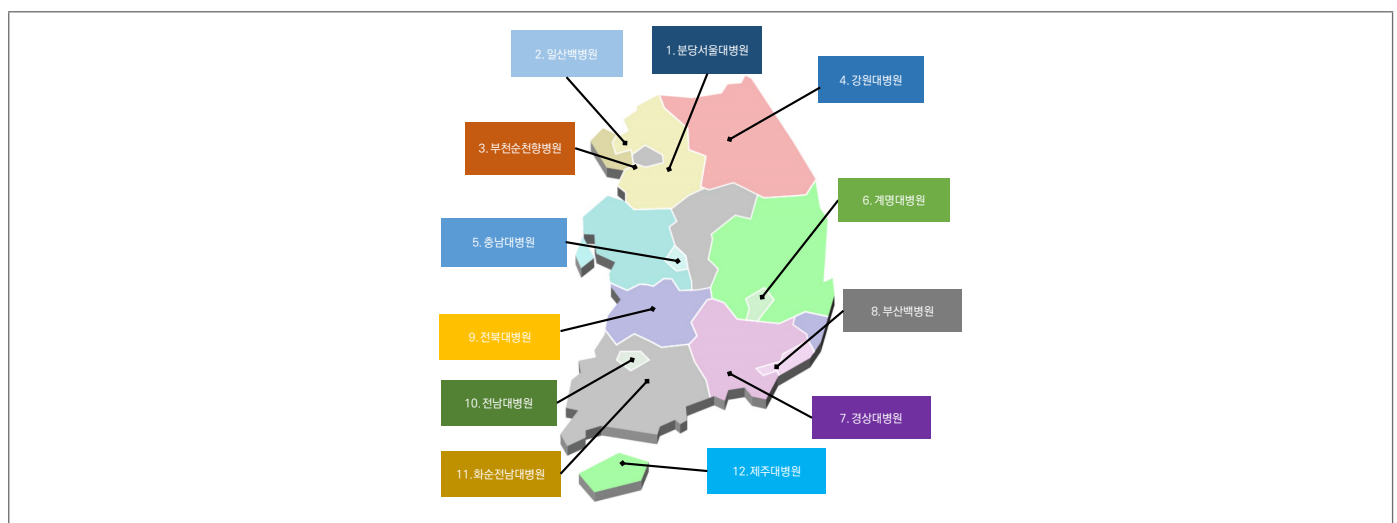 1. 분당서울대병원
2. 일산백병원
3. 부천순천향병원
4. 강원대병원
5. 충남대병원
6. 계명대병원
7. 경상대병원
8. 부산백병원
9. 전북대병원
10. 전남대병원
11. 화순전남대병원
12. 제주대병원